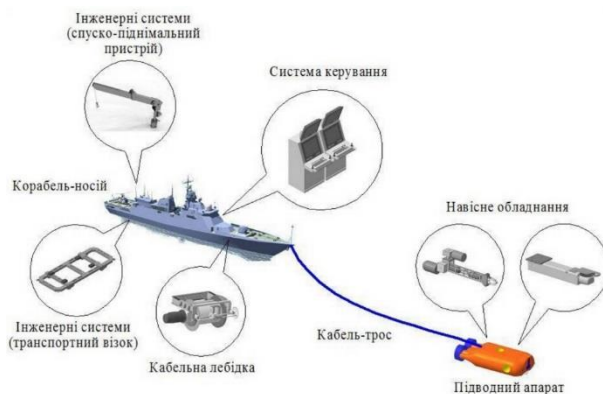 Інженерні системи
(спуско-піднімальний
пристрій)
Система керування
Корабель-носій
Навісне обладнання
Інженерні системи
(транспортний візок)
Кабельна лебідка
Кабель-трос
Підводний апарат